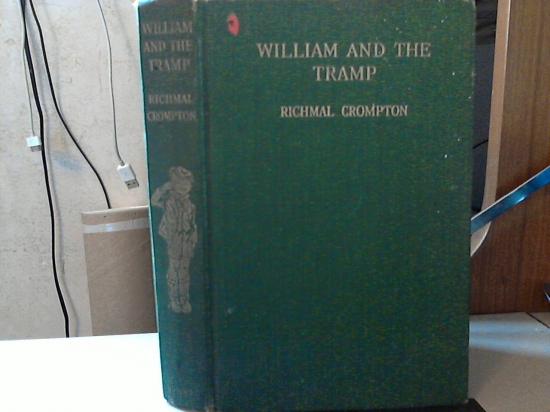 WILLIAM
AND THE
TRAMP
RICHMAL
CROMPTON
WILLIAM AND THE
TRAMP
RICHMAL CROMPTON